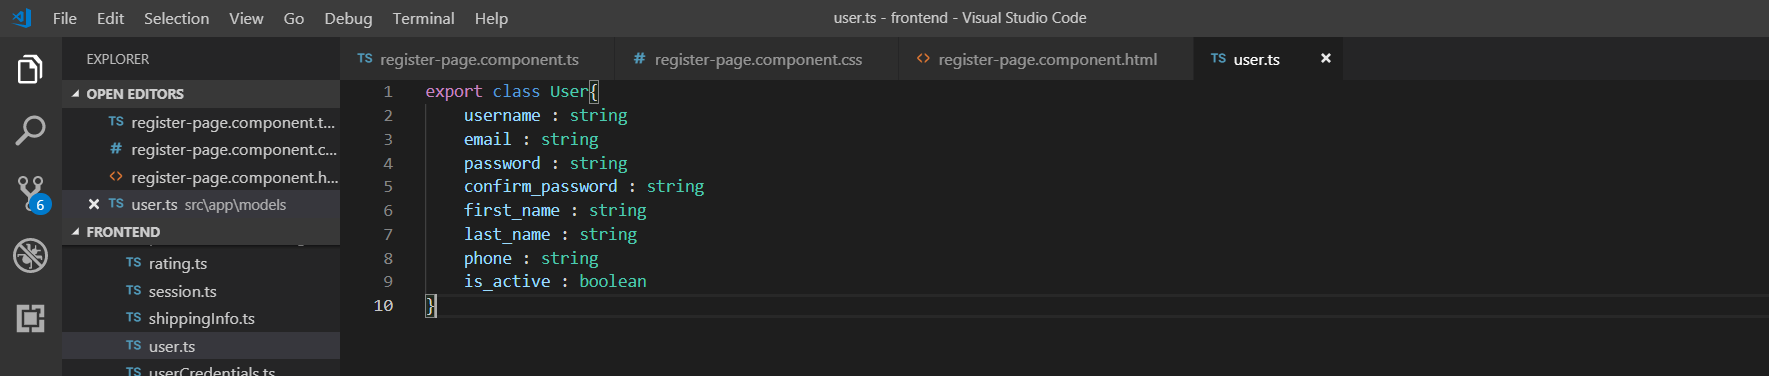 File Edit Selection View Go Debug Terminal Help
user.ts - frontend - Visual Studio Code
EXPLORER
OPEN EDITORS
TS register-page.component.t...
# register-page.component.c...
<> register-page.component.h...
TS user.ts src\app\models
6
FRONTEND
TS rating.ts
TS session.ts
TS shippingInfo.ts
TS user.ts
TS userCredentials.ts
TS register-page.component.ts
# register-page.component.css
<> register-page.component.html
TS user.ts
1 export class User{
2 username : string
3 email : string
4 password : string
5 confirm_password : string
6 first_name : string
7 last_name : string
8 phone : string
9 is_active : boolean
10 }